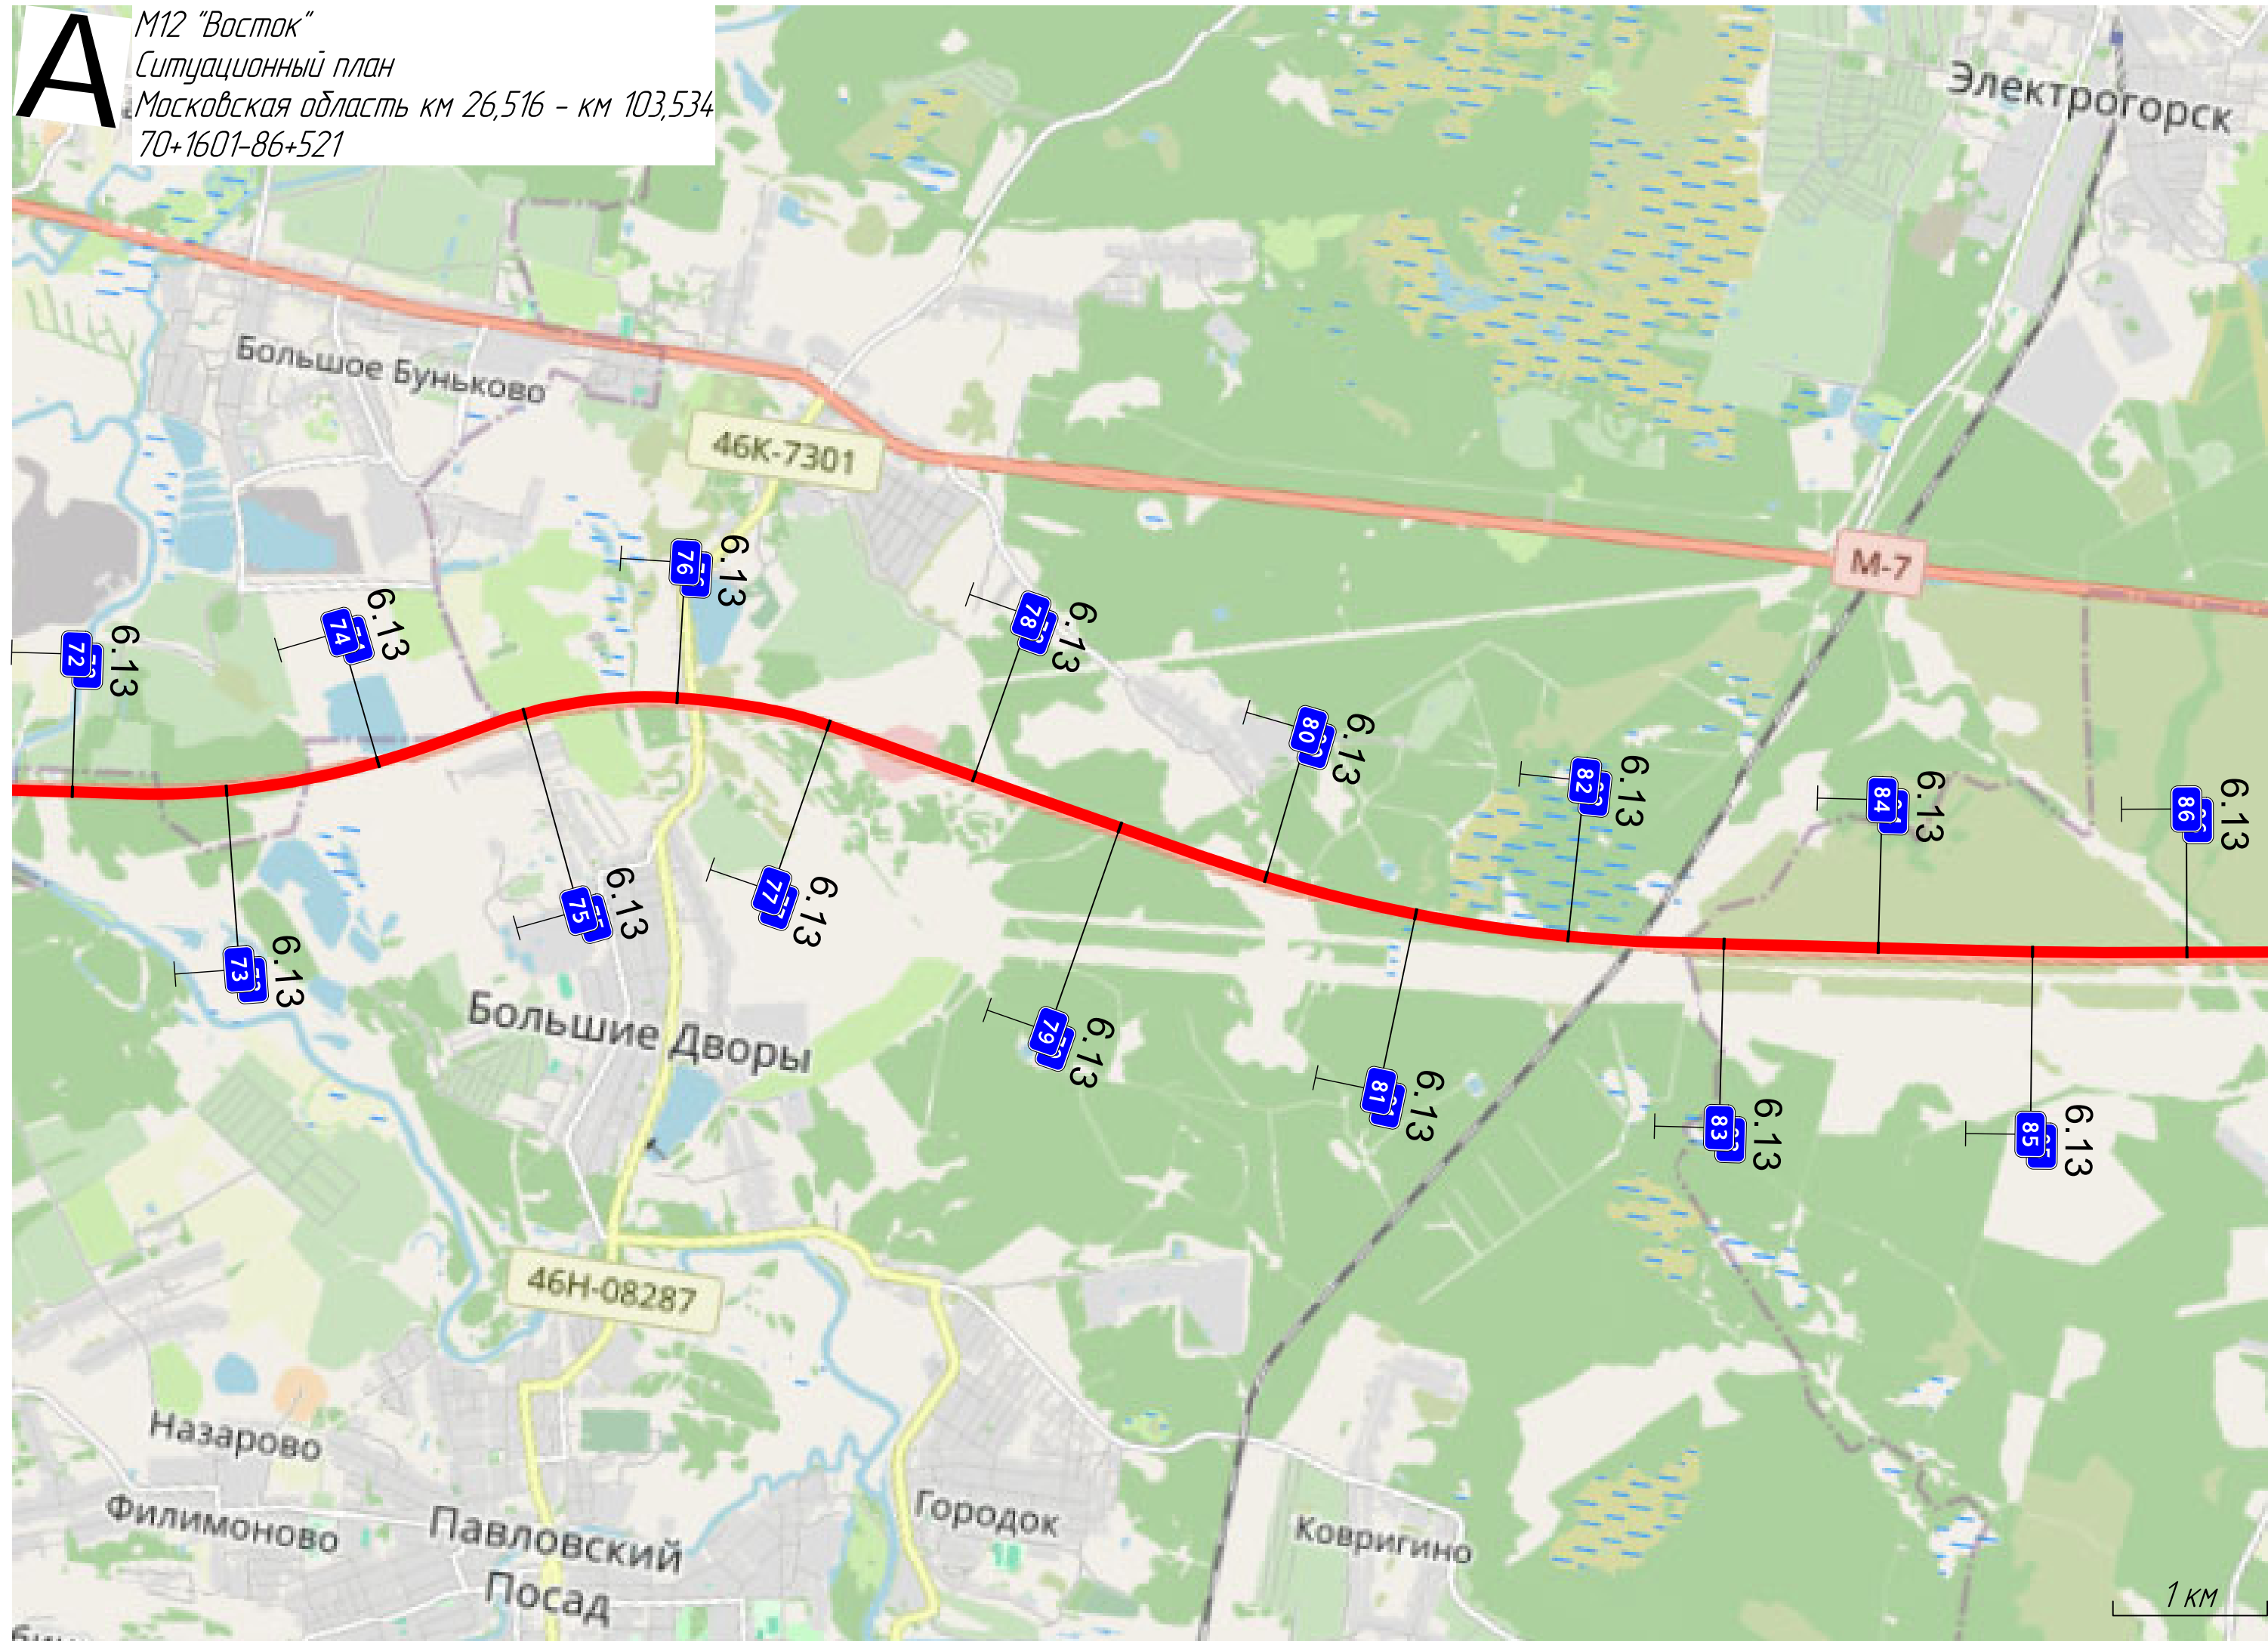 А
М12 "Восток"
Ситуационный план
Московская область км 26,516 - км 103,534
70+1601-86+521
Электрогорск
Большое Буньково
46К-7301
М-7
76
6.13
74
6.13
78
6.13
72
6.13
80
6.13
82
6.13
84
6.13
86
6.13
75
6.13
77
6.13
73
6.13
79
6.13
81
6.13
83
6.13
85
6.13
Большие Дворы
46Н-08287
Назарово
Филимоново
Павловский
Посад
Городок
Ковригино
1 км